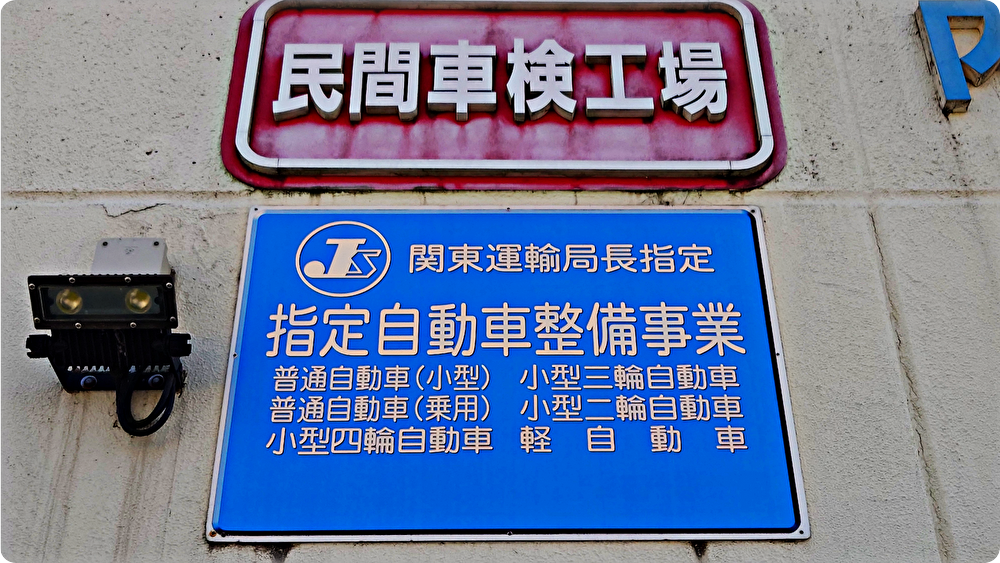 民間車検工場
P
JS 関東運輸局長指定
指定自動車整備事業
普通自動車(小型) 小型三輪自動車
普通自動車(乗用) 小型二輪自動車
小型四輪自動車 軽自動車